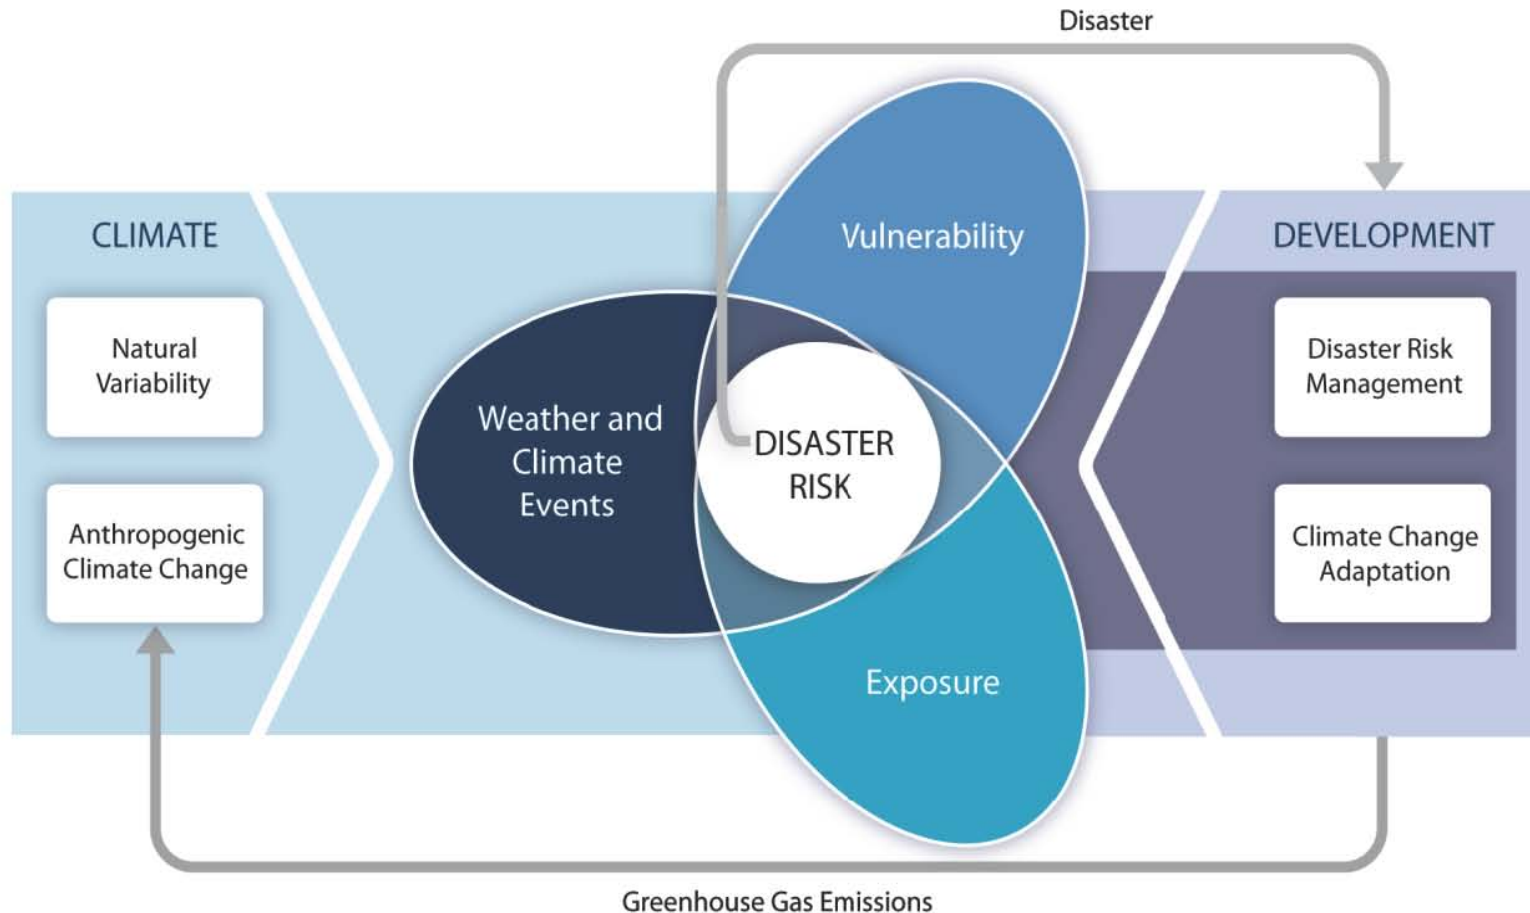 Disaster
CLIMATE
Natural
Variability
Anthropogenic
Climate Change
Weather and
Climate
Events
Vulnerability
DISASTER
RISK
Exposure
DEVELOPMENT
Disaster Risk
Management
Climate Change
Adaptation
Greenhouse Gas Emissions